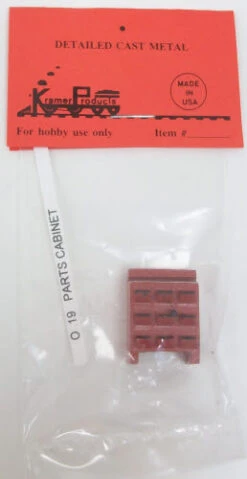 DETAILED CAST METAL
Kramer Products
MADE
IN
USA
For hobby use only
Item #
O 19 PARTS CABINET